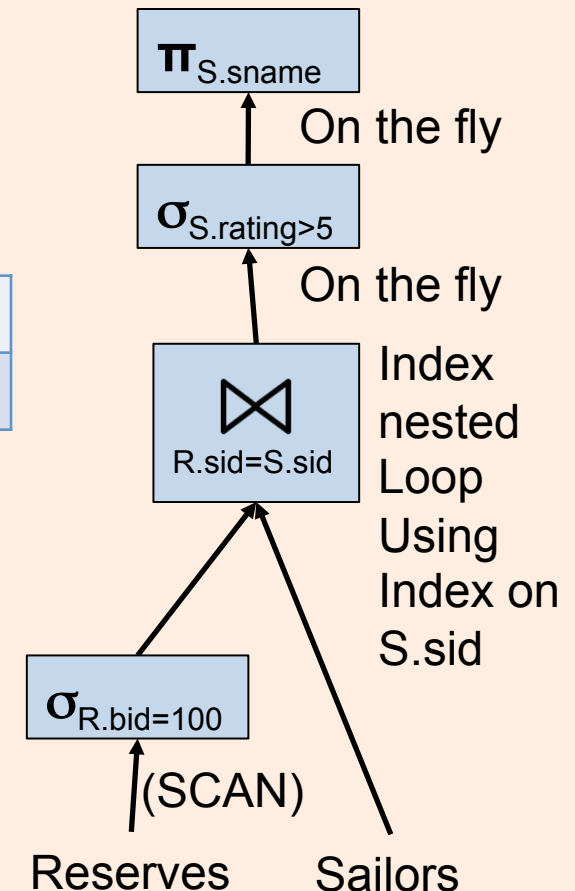 π S.sname
On the fly
σ S.rating>5
On the fly
⋈
R.sid=S.sid
Index
nested
Loop
Using
Index on
S.sid
σ R.bid=100
(SCAN)
Reserves
Sailors